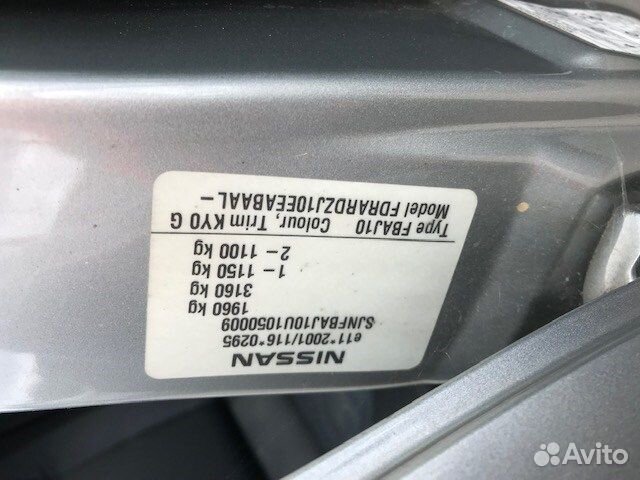 NISSAN
e11*2001/116*0295
SJNFBAJ10U1050009
1960 kg
3160 kg
1– 1150 kg
2– 1100 kg
Type FBAJ10 Colour, Trim KY0 G
Model FDRARDZJ10EEABAAL–
Avito